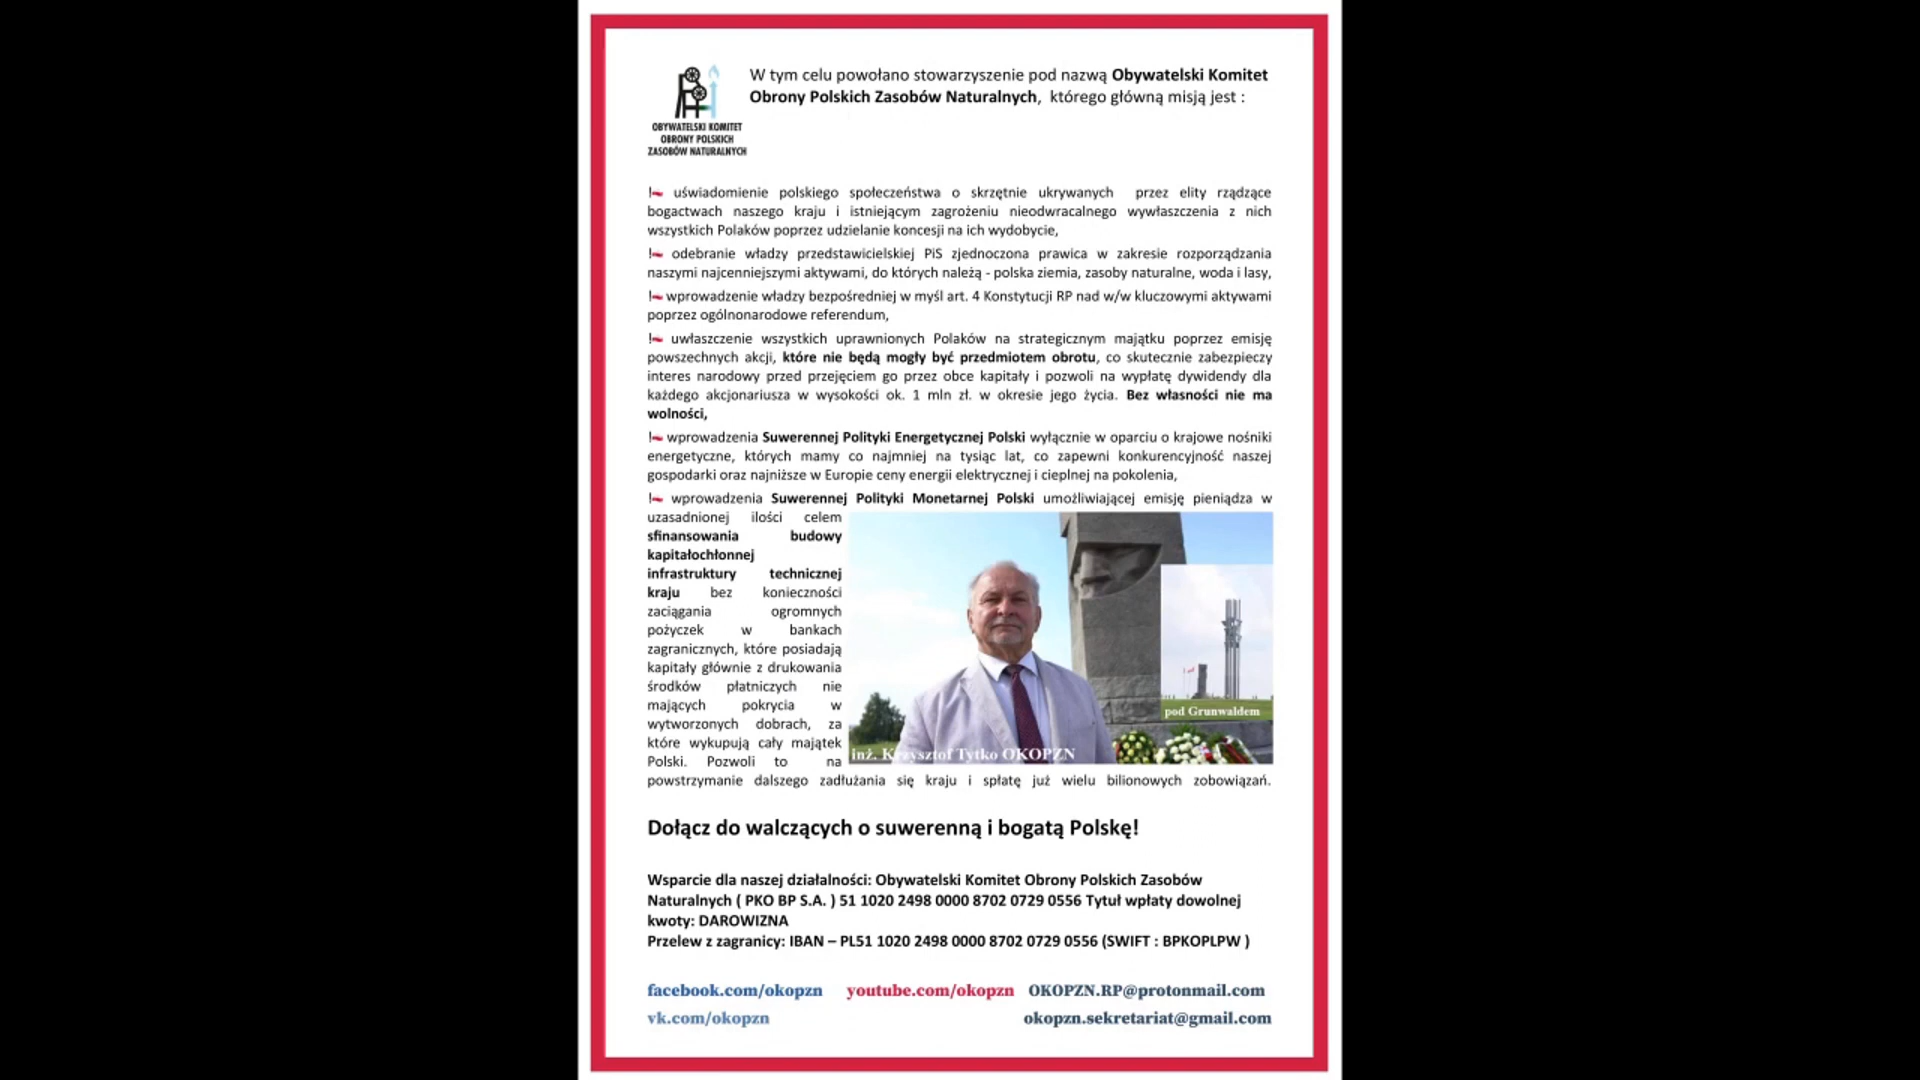 W tym celu powołano stowarzyszenie pod nazwą Obywatelski Komitet
Obrony Polskich Zasobów Naturalnych, którego główną misją jest :
OBYWATELSKI KOMITET
OBRONY POLSKICH
ZASOBÓW NATURALNYCH
! uświadomienie polskiego społeczeństwa o skrzętnie ukrywanych przez elity rządzące
bogactwach naszego kraju i istniejącym zagrożeniu nieodwracalnego wywłaszczenia z nich
wszystkich Polaków poprzez udzielanie koncesji na ich wydobycie,
! odebranie władzy przedstawicielskiej PiS zjednoczona prawica w zakresie rozporządzania
naszymi najcenniejszymi aktywami, do których należą - polska ziemia, zasoby naturalne, woda i lasy,
! wprowadzenie władzy bezpośredniej w myśl art. 4 Konstytucji RP nad w/w kluczowymi aktywami
poprzez ogólnonarodowe referendum,
! uwłaszczenie wszystkich uprawnionych Polaków na strategicznym majątku poprzez emisję
powszechnych akcji, które nie będą mogły być przedmiotem obrotu, co skutecznie zabezpieczy
interes narodowy przed przejęciem go przez obce kapitały i pozwoli na wypłatę dywidendy dla
każdego akcjonariusza w wysokości ok. 1 mln zł. w okresie jego życia. Bez własności nie ma
wolności,
! wprowadzenia Suwerennej Polityki Energetycznej Polski wyłącznie w oparciu o krajowe nośniki
energetyczne, których mamy co najmniej na tysiąc lat, co zapewni konkurencyjność naszej
gospodarki oraz najniższe w Europie ceny energii elektrycznej i cieplnej na pokolenia,
! wprowadzenia Suwerennej Polityki Monetarnej Polski umożliwiającej emisję pieniądza w
uzasadnionej ilości celem
sfinansowania budowy
kapitałochłonnej
infrastruktury technicznej
kraju bez konieczności
zaciągania ogromnych
pożyczek w bankach
zagranicznych, które posiadają
kapitały głównie z drukowania
środków płatniczych nie
mających pokrycia w
wytworzonych dobrach, za
które wykupują cały majątek
Polski. Pozwoli to na
powstrzymanie dalszego zadłużania się kraju i spłatę już wielu bilionowych zobowiązań.
pod Grunwaldem
inż. Krzysztof Tytko OKOPZN
Dołącz do walczących o suwerenną i bogatą Polskę!
Wsparcie dla naszej działalności: Obywatelski Komitet Obrony Polskich Zasobów
Naturalnych ( PKO BP S.A. ) 51 1020 2498 0000 8702 0729 0556 Tytuł wpłaty dowolnej
kwoty: DAROWIZNA
Przelew z zagranicy: IBAN – PL51 1020 2498 0000 8702 0729 0556 (SWIFT : BPKOPLPW )
facebook.com/okopzn youtube.com/okopzn OKOPZN.RP@protonmail.com
vk.com/okopzn okopzn.sekretariat@gmail.com